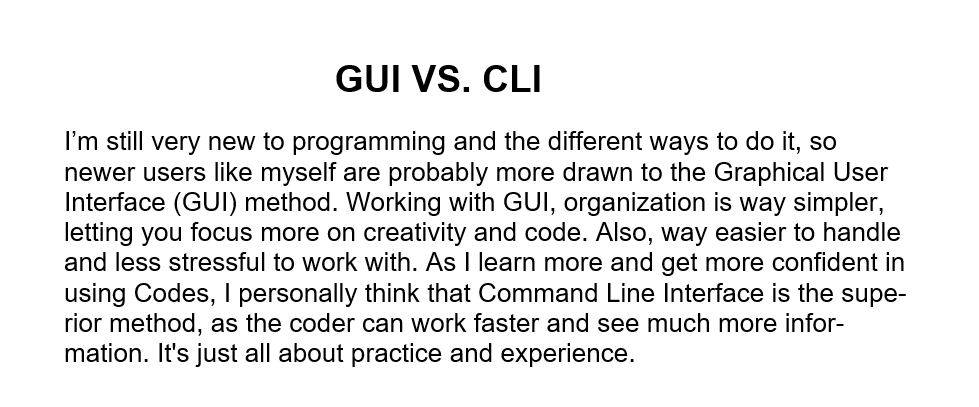 GUI VS. CLI
I’m still very new to programming and the different ways to do it, so
newer users like myself are probably more drawn to the Graphical User
Interface (GUI) method. Working with GUI, organization is way simpler,
letting you focus more on creativity and code. Also, way easier to handle
and less stressful to work with. As I learn more and get more confident in
using Codes, I personally think that Command Line Interface is the supe-
rior method, as the coder can work faster and see much more infor-
mation. It's just all about practice and experience.